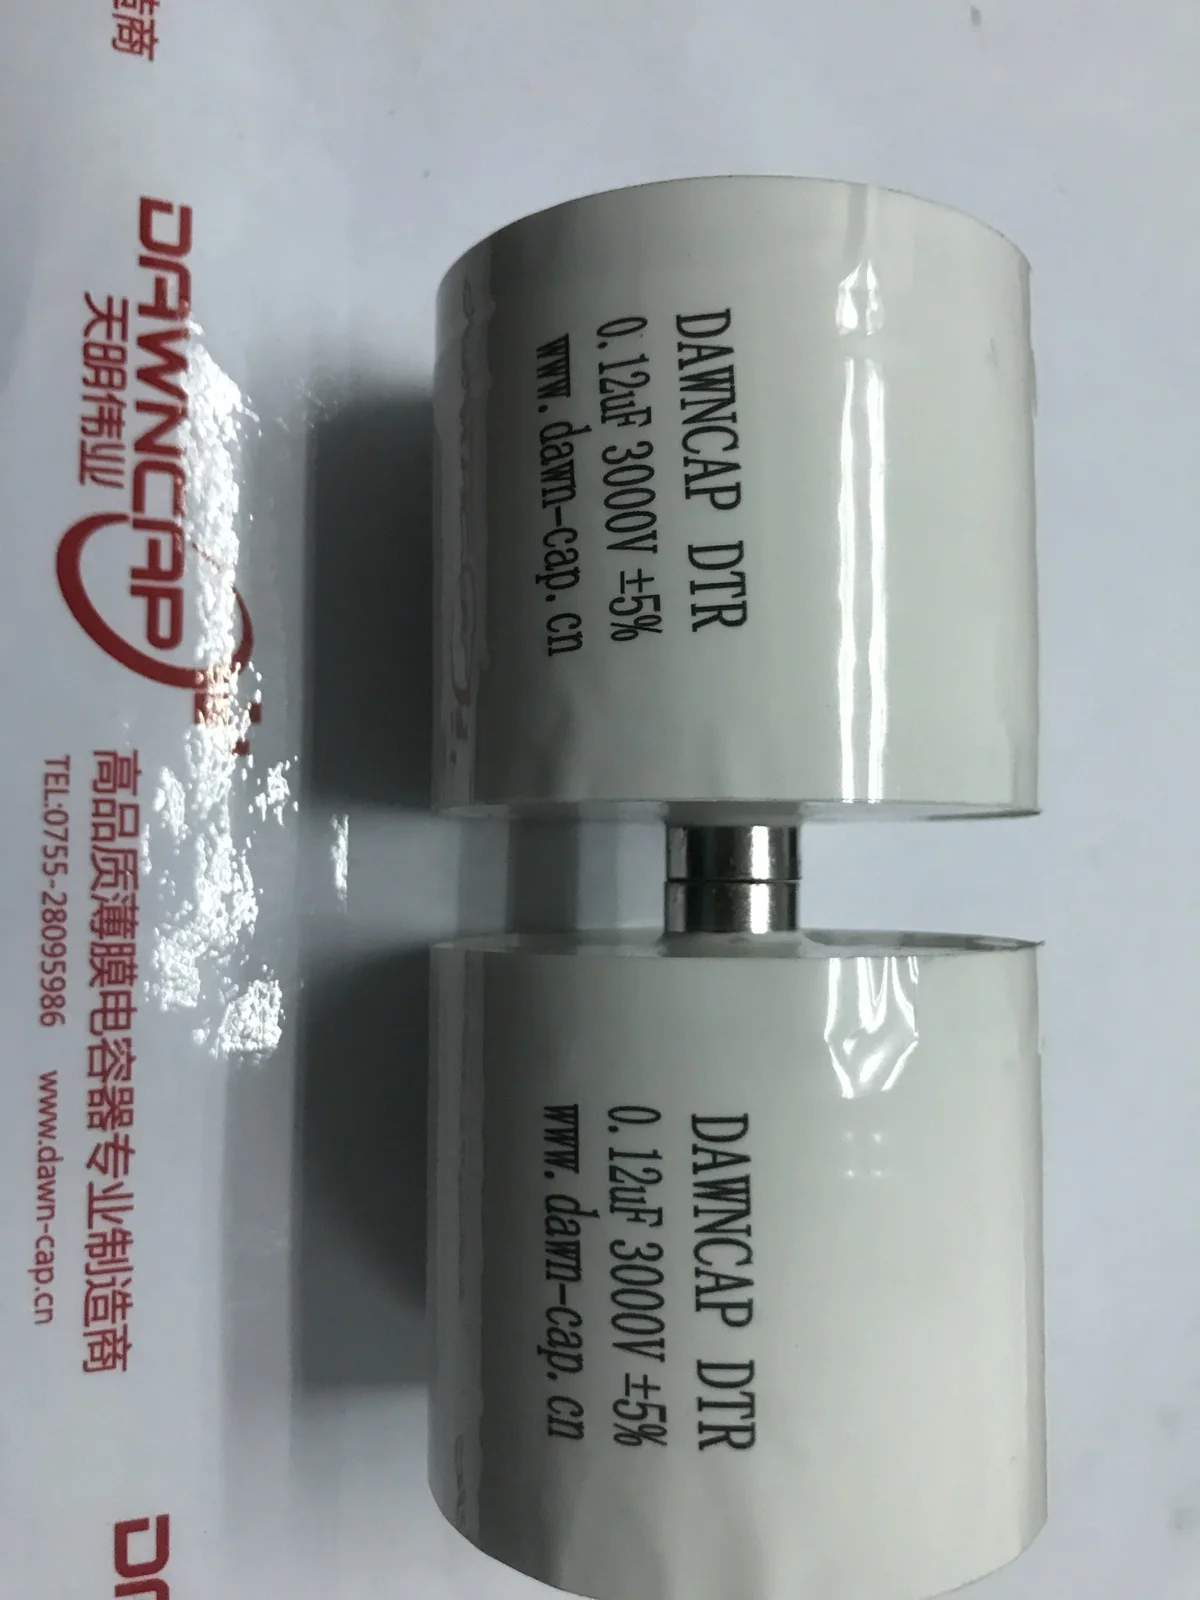 DAWNCAP DTR
0.12uF 3000V ±5%
www.dawn-cap.cn
DAWNCAP DTR
0.12uF 3000V ±5%
www.dawn-cap.cn
造商
DAWNCAP
天明伟业
高品质薄膜电容器专业制造商
TEL:0755-28095986 www.dawn-cap.cn